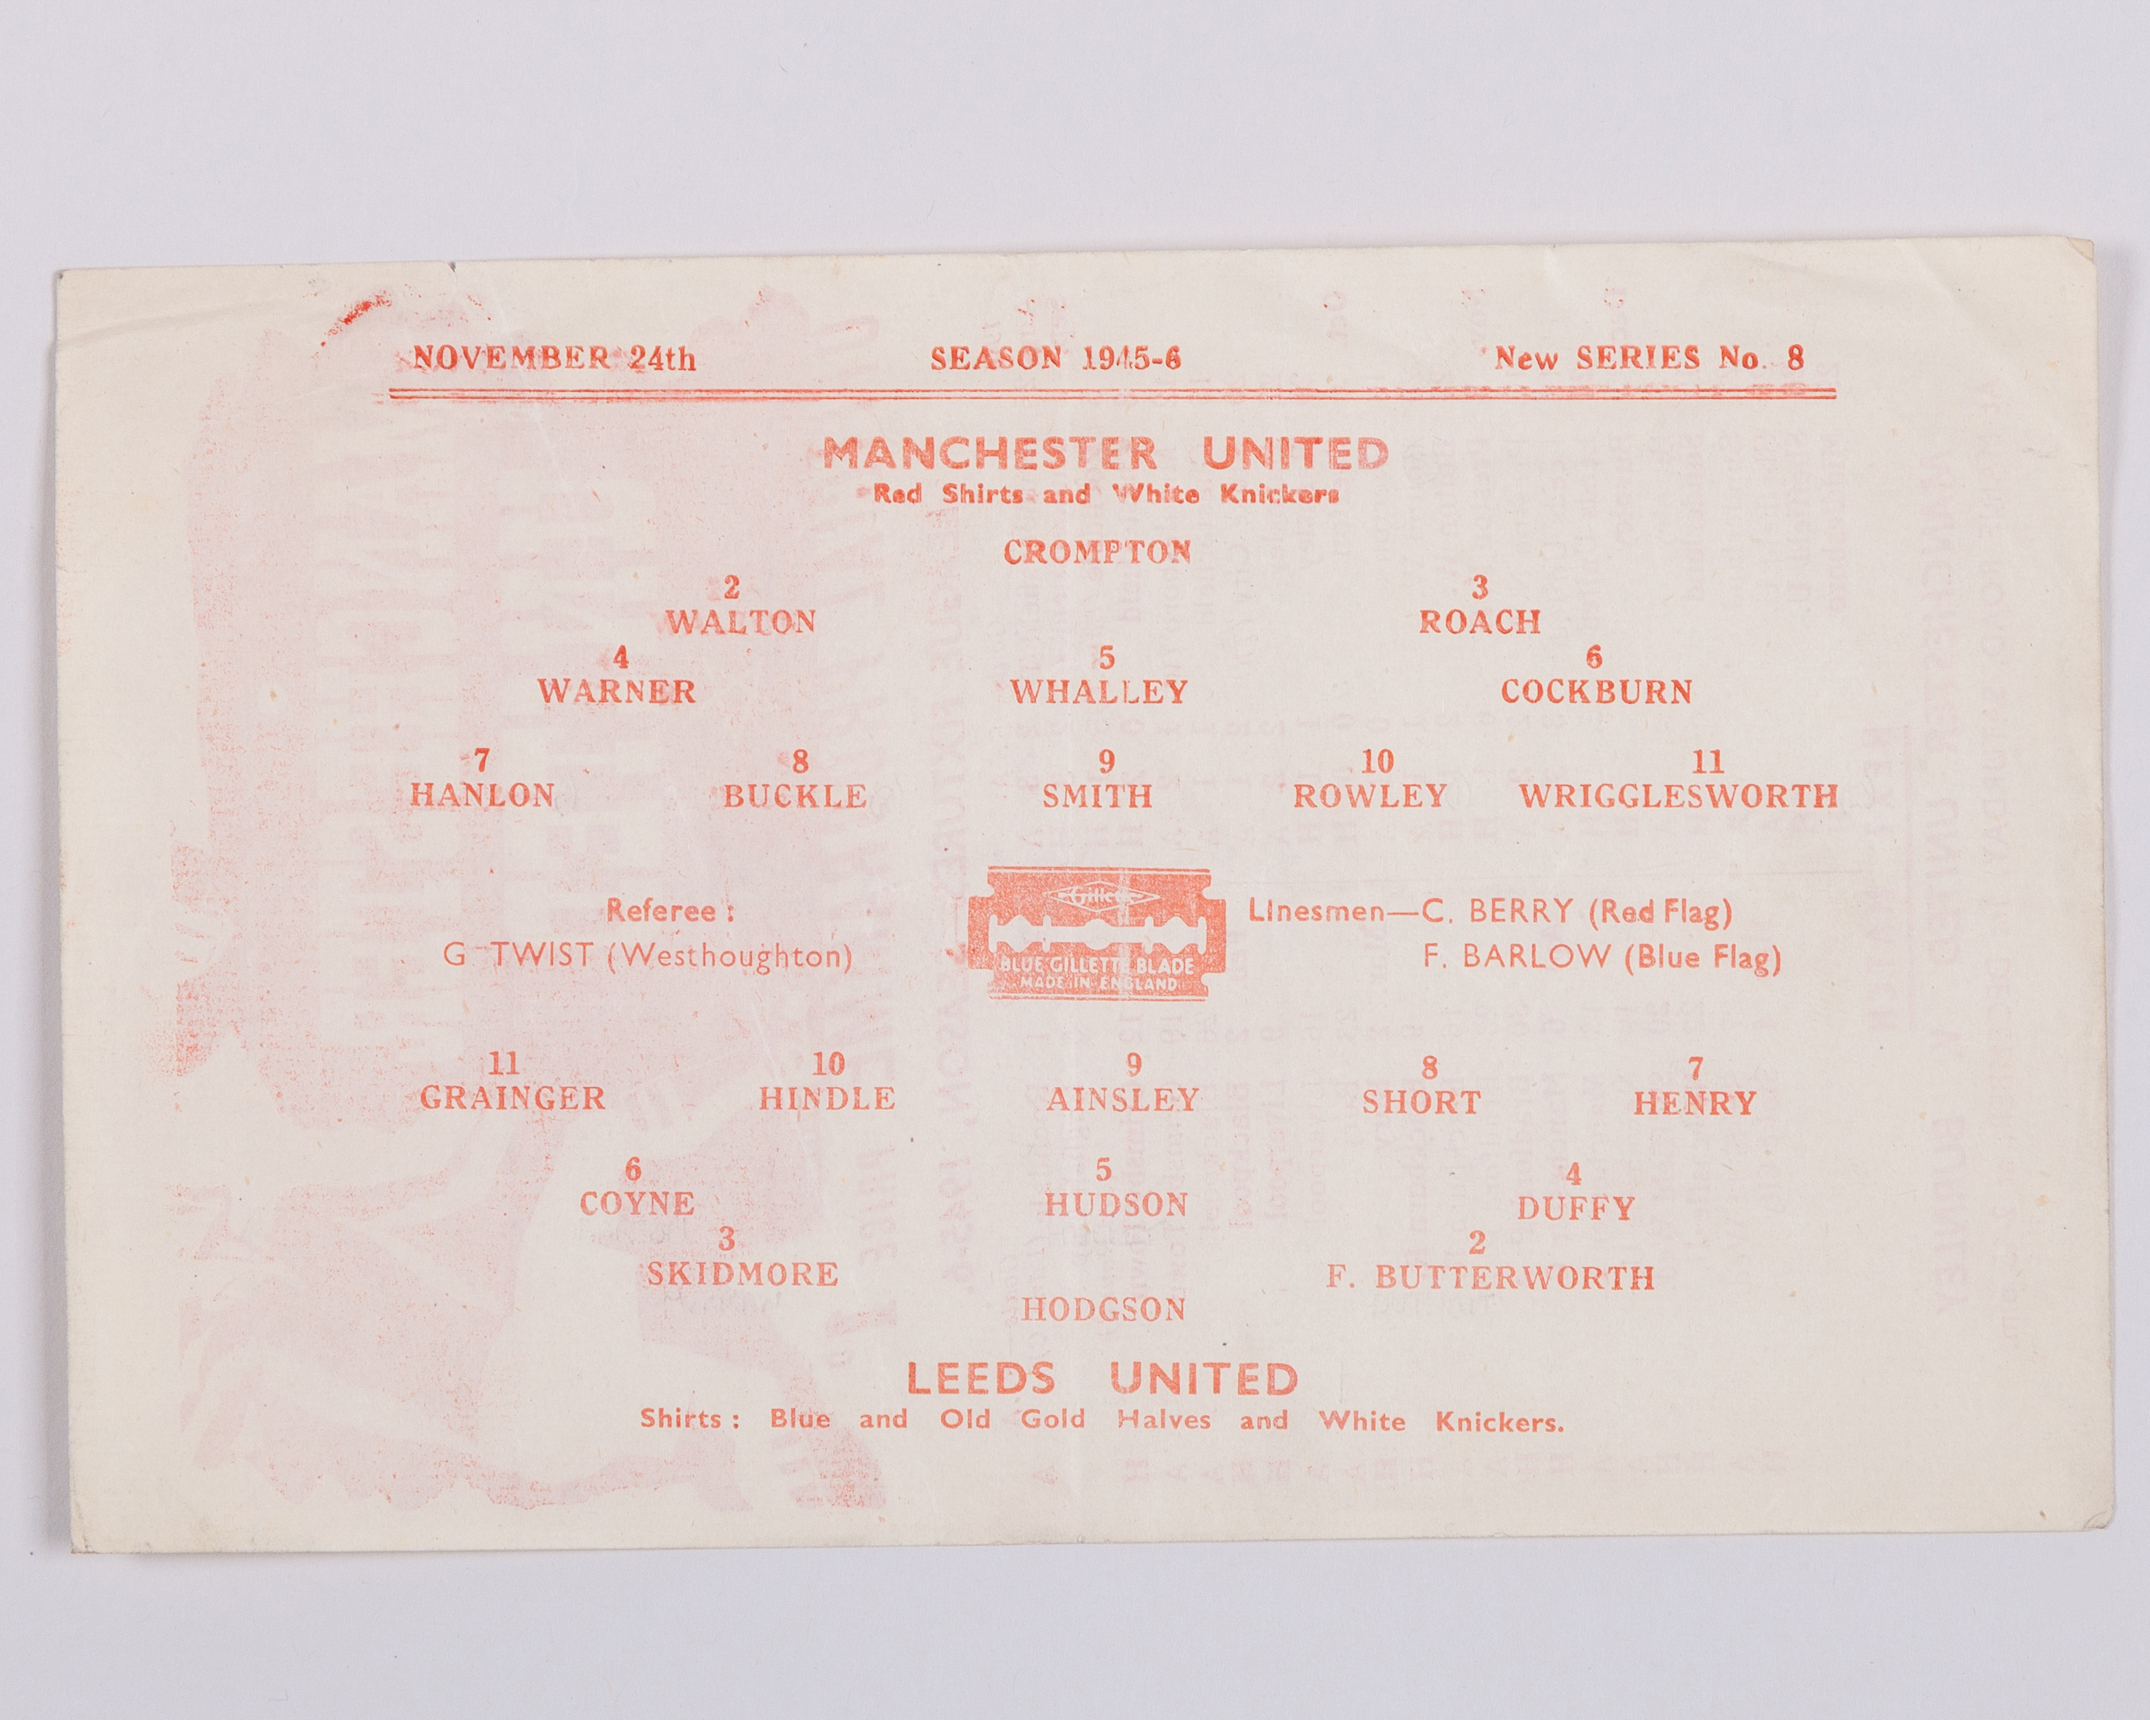 NOVEMBER 24th SEASON 1945-6 New SERIES No. 8
MANCHESTER UNITED
Red Shirts and White Knickers
CROMPTON
2 3
WALTON ROACH
4 5 6
WARNER WHALLEY COCKBURN
7 8 9 10 11
HANLON BUCKLE SMITH ROWLEY WRIGGLESWORTH
Referee :
G TWIST (Westhoughton)
Gillette
BLUE GILLETTE BLADE
MADE IN ENGLAND
Linesmen—C. BERRY (Red Flag)
F. BARLOW (Blue Flag)
11 10 9 8 7
GRAINGER HINDLE AINSLEY SHORT HENRY
6 5 4
COYNE HUDSON DUFFY
3 2
SKIDMORE F. BUTTERWORTH
HODGSON
LEEDS UNITED
Shirts : Blue and Old Gold Halves and White Knickers.